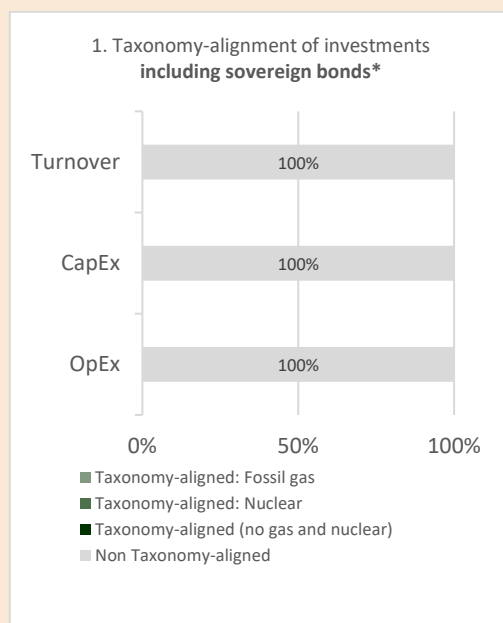 1. Taxonomy-alignment of investments
including sovereign bonds*
Turnover
100%
CapEx
100%
OpEx
100%
0%
50%
100%
Taxonomy-aligned: Fossil gas
Taxonomy-aligned: Nuclear
Taxonomy-aligned (no gas and nuclear)
Non Taxonomy-aligned